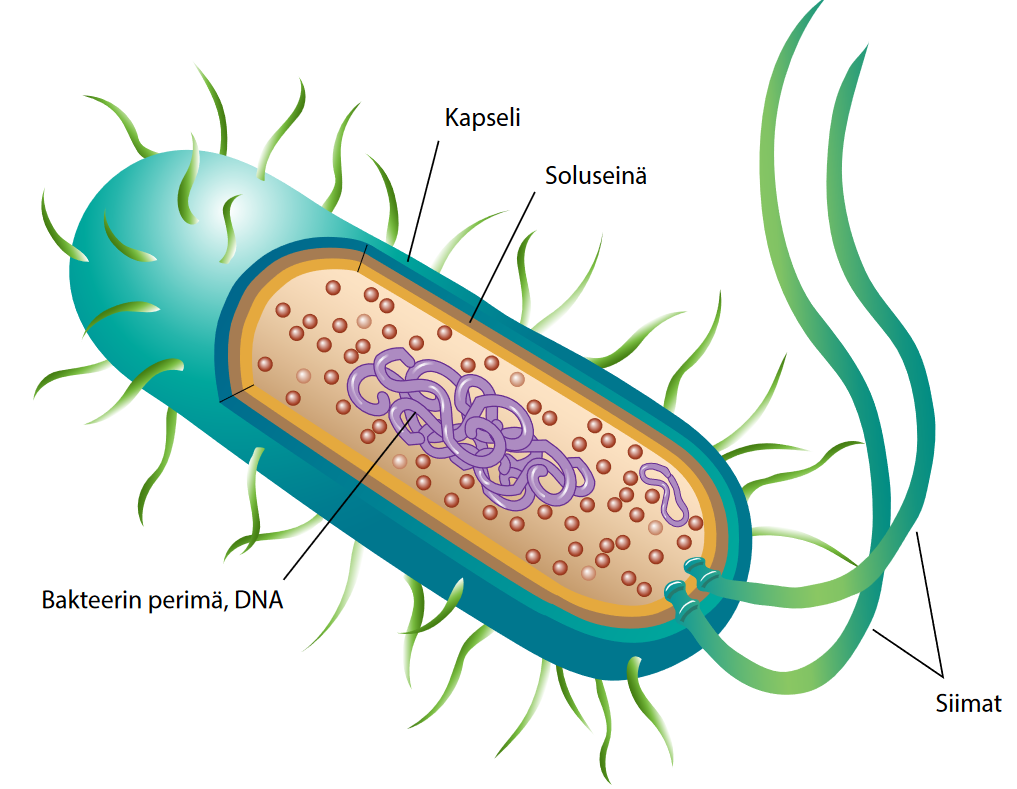 Kapseli
Soluseinä
Bakteerin perimä, DNA
Siimat